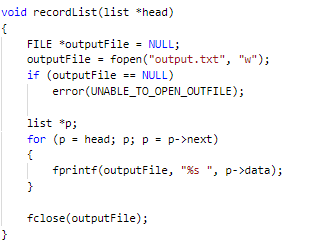 void recordList(list *head)
{
    FILE *outputFile = NULL;
    outputFile = fopen("output.txt", "w");
    if (outputFile == NULL)
        error(UNABLE_TO_OPEN_OUTFILE);

    list *p;
    for (p = head; p; p = p->next)
    {
        fprintf(outputFile, "%s ", p->data);
    }

    fclose(outputFile);
}